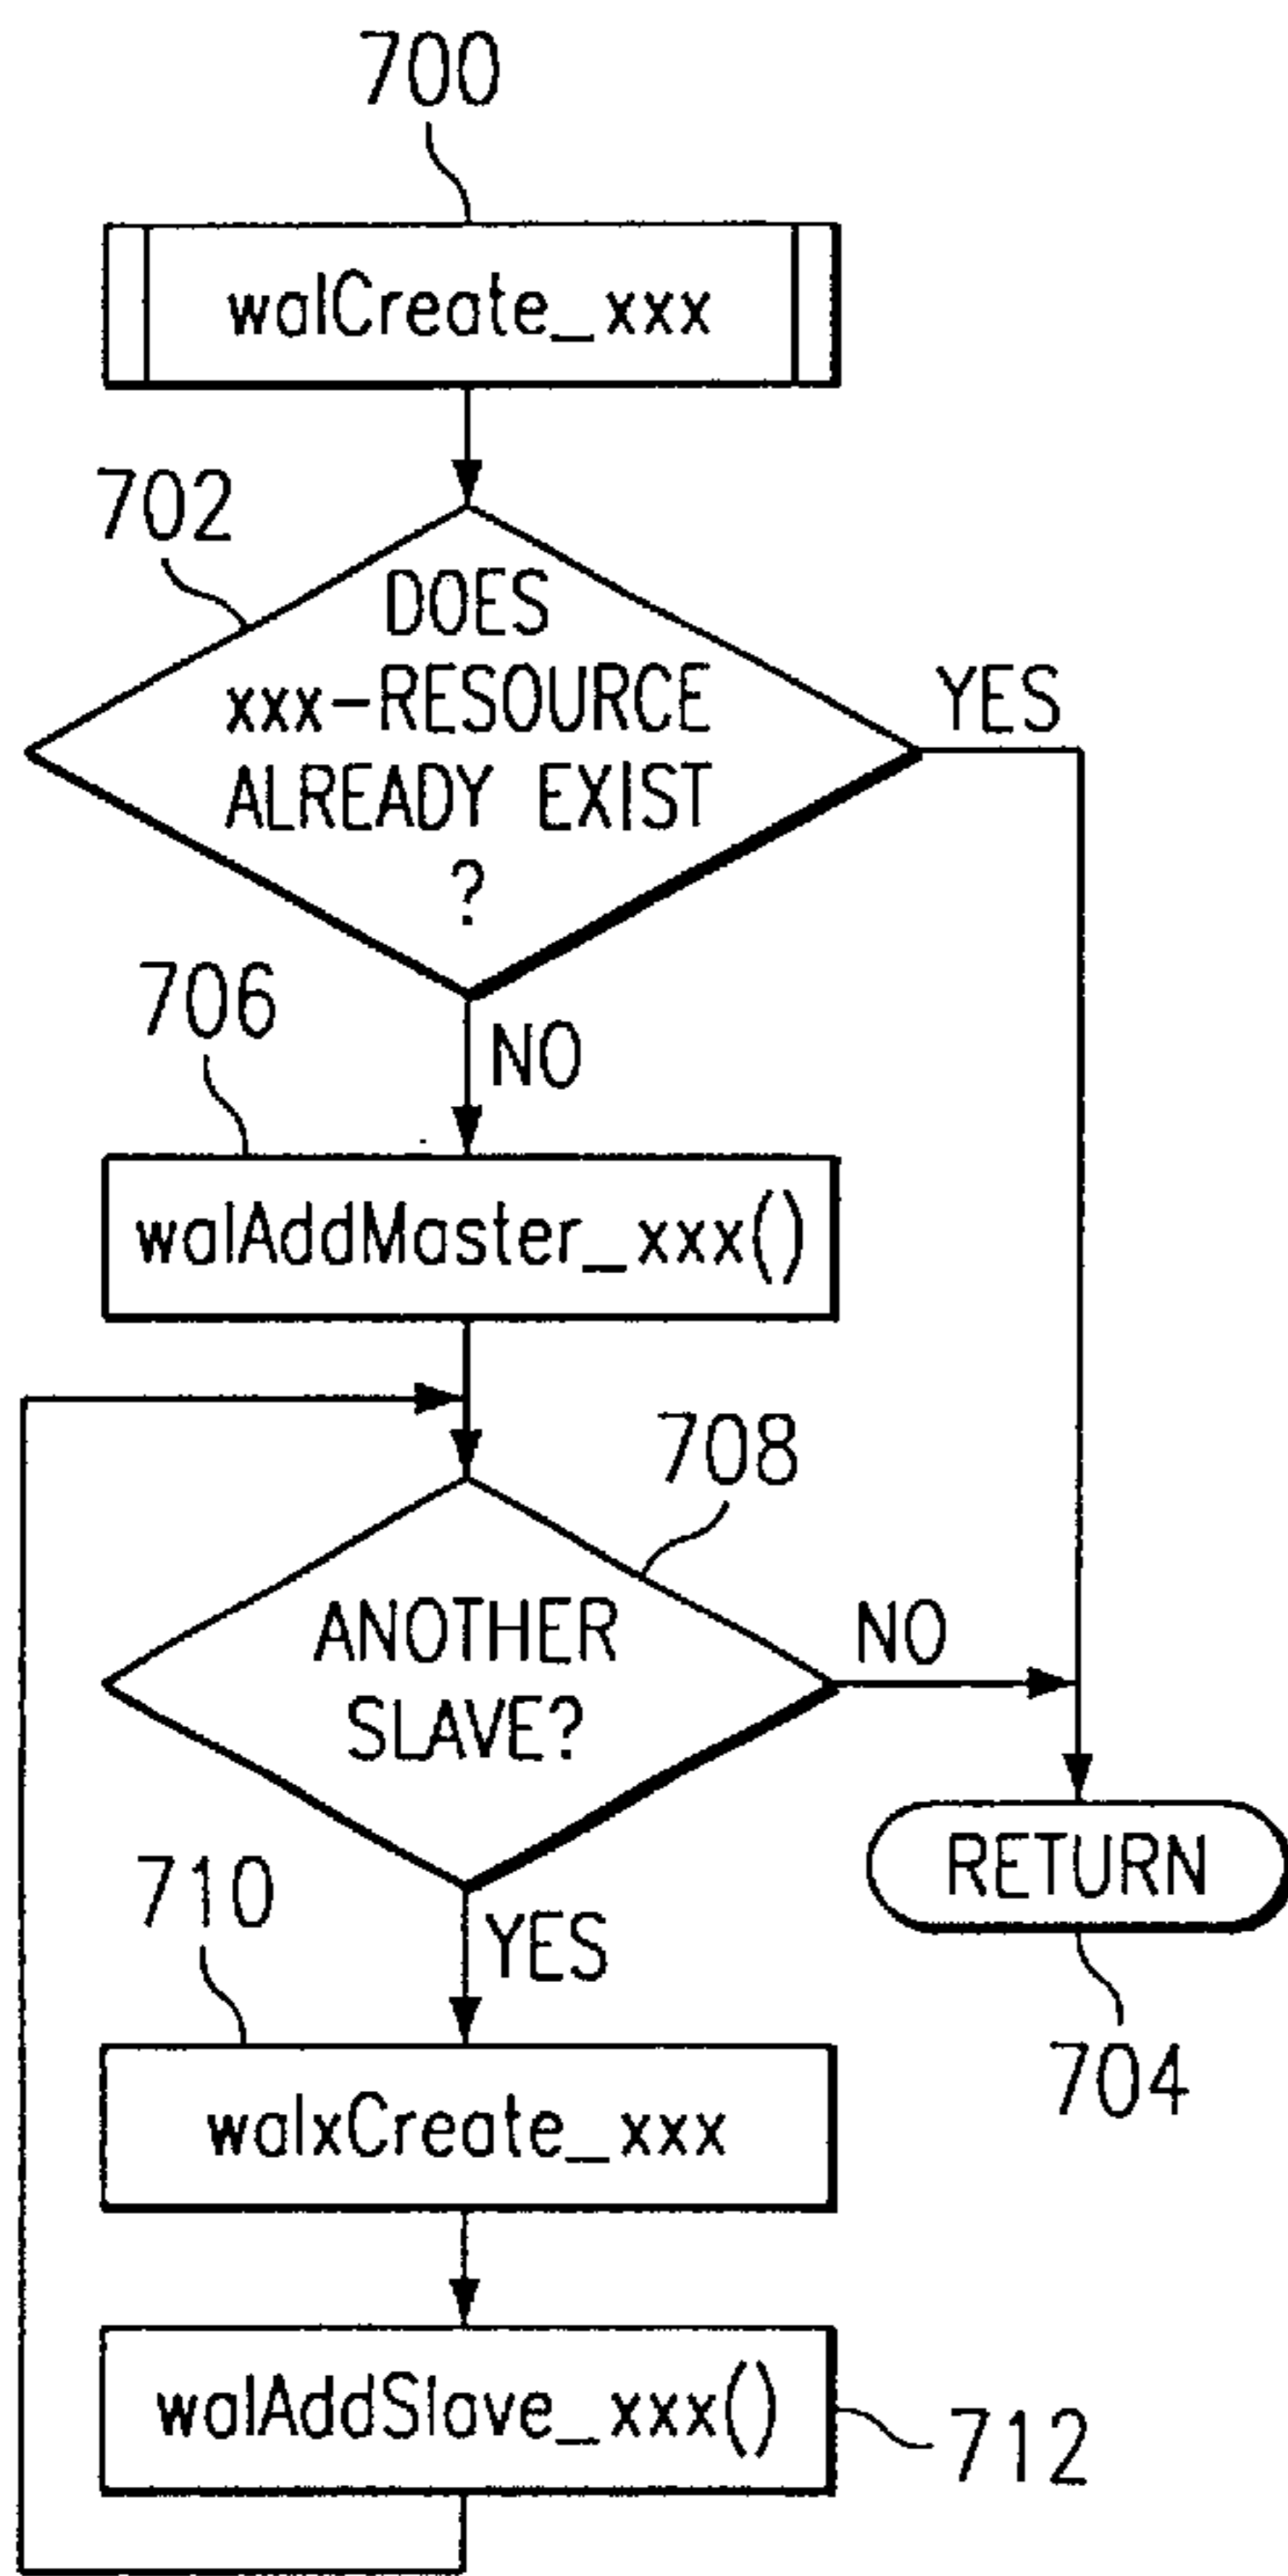 700
walCreate_xxx
702
DOES
xxx-RESOURCE
ALREADY EXIST
?
YES
706
NO
walAddMaster_xxx()
708
ANOTHER
SLAVE?
NO
710
YES
RETURN
704
walxCreate_xxx
walAddSlave_xxx()
712